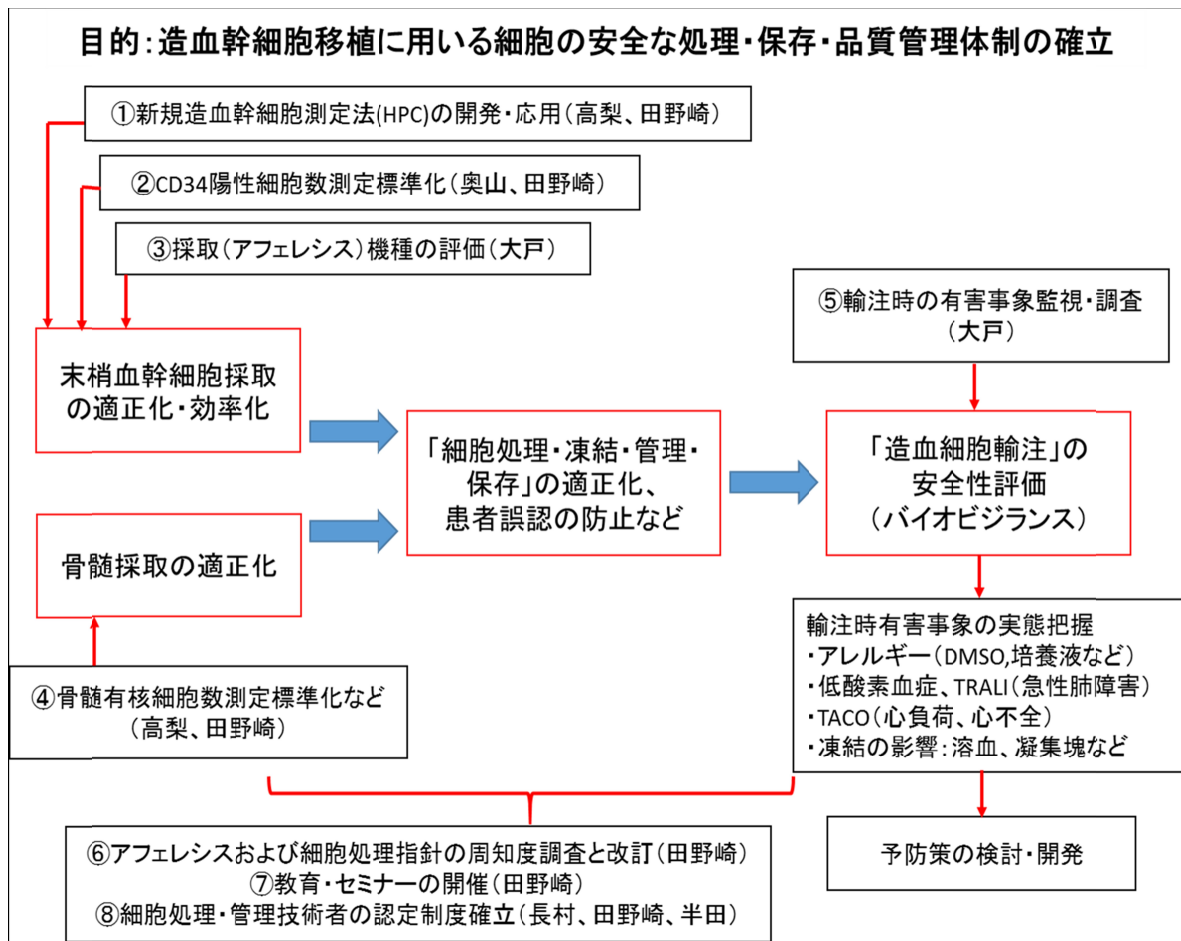 目的：造血幹細胞移植に用いる細胞の安全な処理・保存・品質管理体制の確立
①新規造血幹細胞測定法(HPC)の開発・応用（高梨、田野崎）
②CD34陽性細胞数測定標準化（奥山、田野崎）
③採取（アフェレシス）機種の評価（大戸）
⑤輸注時の有害事象監視・調査
（大戸）
末梢血幹細胞採取
の適正化・効率化
「細胞処理・凍結・管理・
保存」の適正化、
患者誤認の防止など
「造血細胞輸注」の
安全性評価
（バイオビジランス）
骨髄採取の適正化
④骨髄有核細胞数測定標準化など
（高梨、田野崎）
輸注時有害事象の実態把握
・アレルギー（DMSO,培養液など）
・低酸素血症、TRALI（急性肺障害）
・TACO（心負荷、心不全）
・凍結の影響：溶血、凝集塊など
⑥アフェレシスおよび細胞処理指針の周知度調査と改訂（田野崎）
⑦教育・セミナーの開催（田野崎）
⑧細胞処理・管理技術者の認定制度確立（長村、田野崎、半田）
予防策の検討・開発